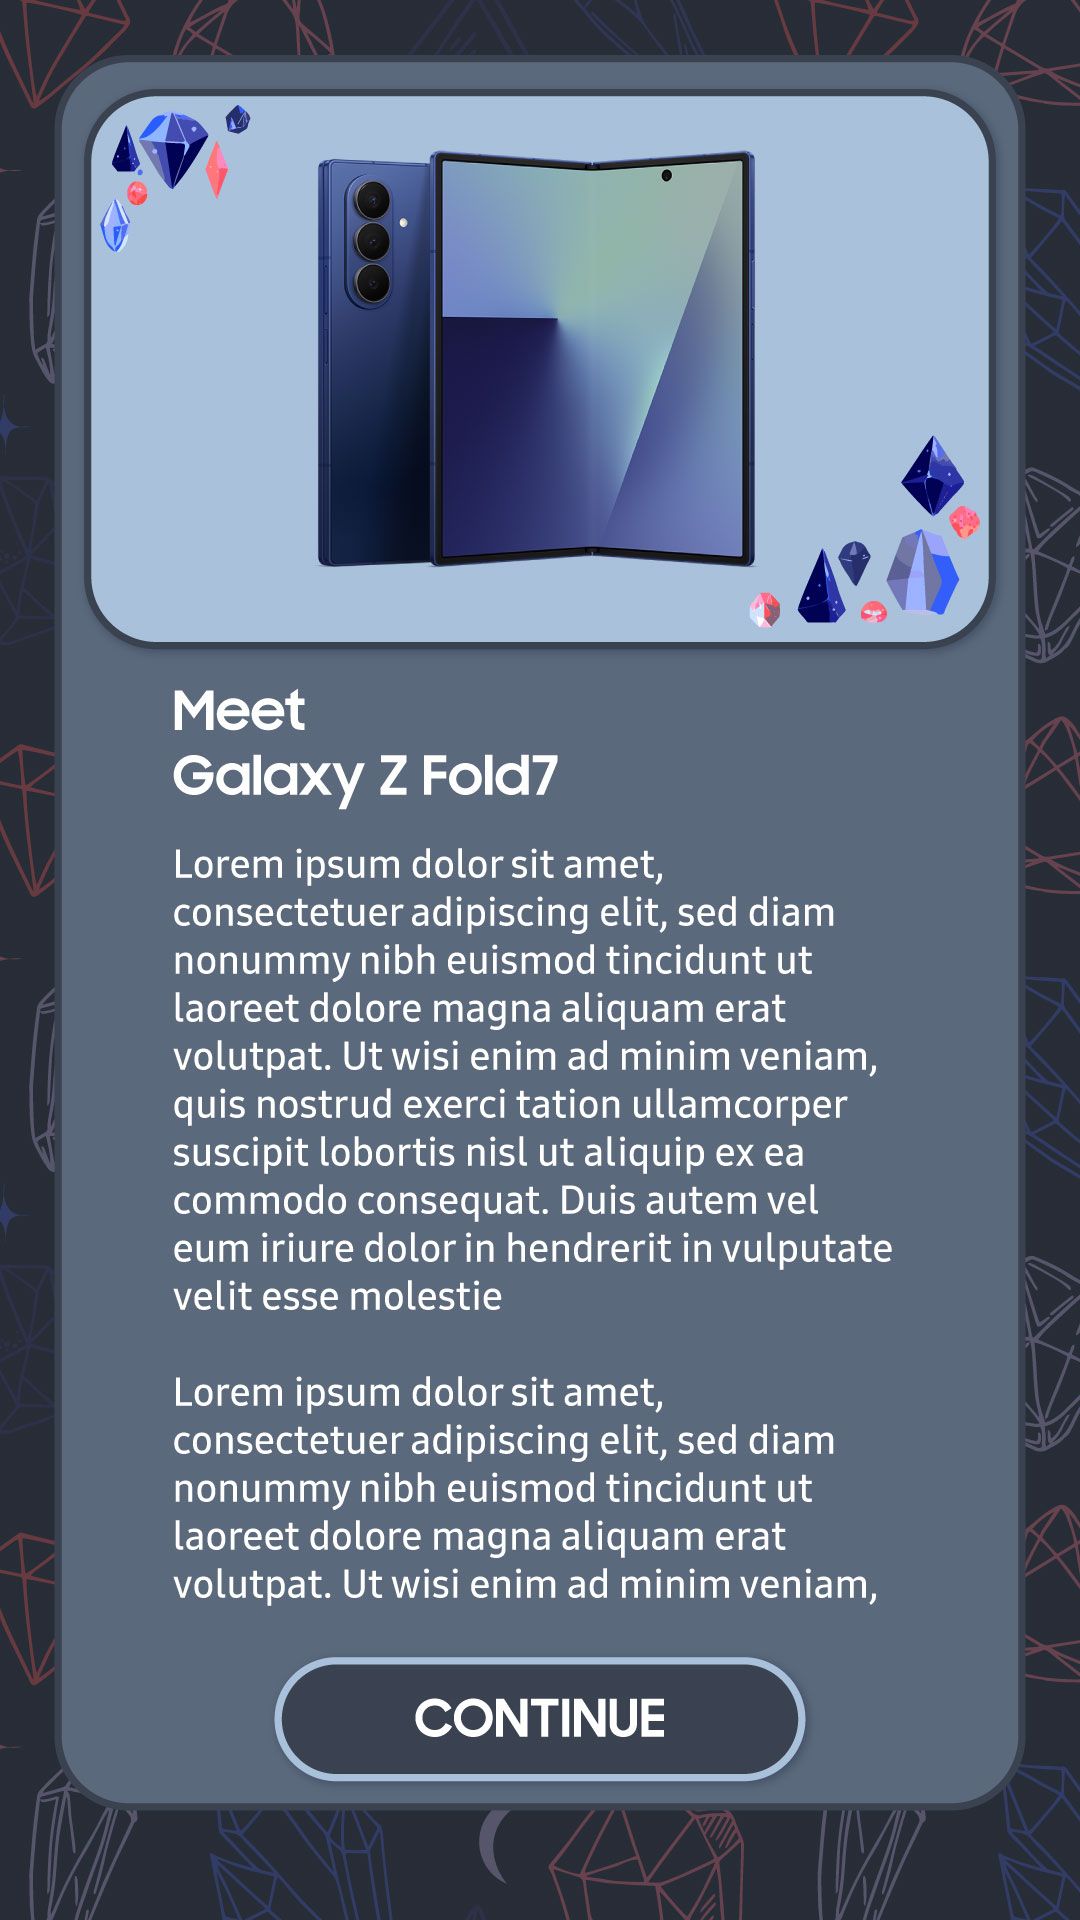 Meet
Galaxy Z Fold7
Lorem ipsum dolor sit amet,
consectetuer adipiscing elit, sed diam
nonummy nibh euismod tincidunt ut
laoreet dolore magna aliquam erat
volutpat. Ut wisi enim ad minim veniam,
quis nostrud exerci tation ullamcorper
suscipit lobortis nisl ut aliquip ex ea
commodo consequat. Duis autem vel
eum iriure dolor in hendrerit in vulputate
velit esse molestie
Lorem ipsum dolor sit amet,
consectetuer adipiscing elit, sed diam
nonummy nibh euismod tincidunt ut
laoreet dolore magna aliquam erat
volutpat. Ut wisi enim ad minim veniam,
CONTINUE